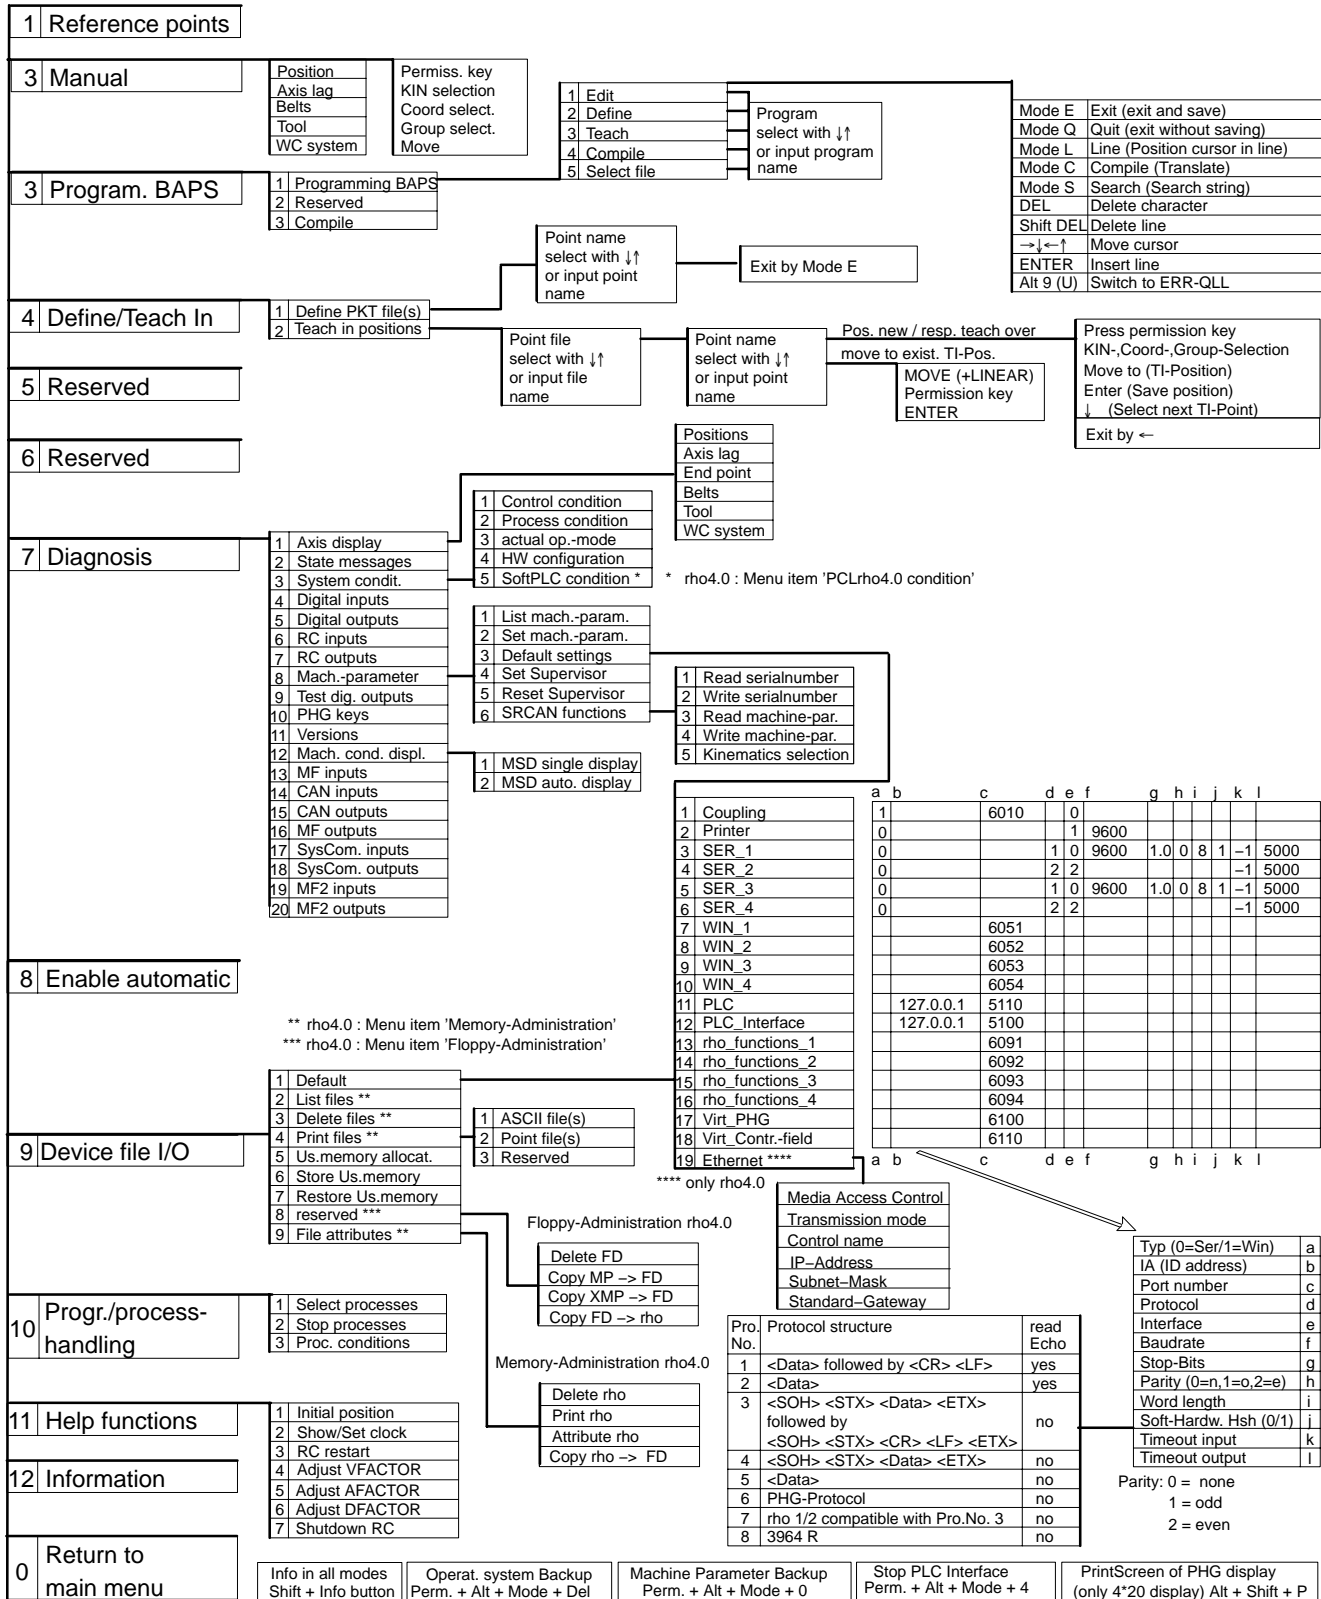 1 Reference points
3 Manual
Position
Axis lag
Belts
Tool
WC system
Permiss. key
KIN selection
Coord select.
Group select.
Move
1 Edit
2 Define
3 Teach
4 Compile
5 Select file
Program
select with ↓↑
or input program
name
Mode E Exit (exit and save)
Mode Q Quit (exit without saving)
Mode L Line (Position cursor in line)
Mode C Compile (Translate)
Mode S Search (Search string)
DEL Delete character
Shift DEL Delete line
→↓←↑ Move cursor
ENTER Insert line
Alt 9 (U) Switch to ERR-QLL
3 Program. BAPS
1 Programming BAPS
2 Reserved
3 Compile
Point name
select with ↓↑
or input point
name
Exit by Mode E
4 Define/Teach In
1 Define PKT file(s)
2 Teach in positions
Point file
select with ↓↑
or input file
name
Point name
select with ↓↑
or input point
name
Pos. new / resp. teach over
move to exist. TI-Pos.
MOVE (+LINEAR)
Permission key
ENTER
Press permission key
KIN-,Coord-,Group-Selection
Move to (TI-Position)
Enter (Save position)
↓ (Select next TI-Point)
Exit by ←
5 Reserved
6 Reserved
Positions
Axis lag
End point
Belts
Tool
WC system
7 Diagnosis
1 Axis display
2 State messages
3 System condit.
4 Digital inputs
5 Digital outputs
6 RC inputs
7 RC outputs
8 Mach.-parameter
9 Test dig. outputs
10 PHG keys
11 Versions
12 Mach. cond. displ.
13 MF inputs
14 CAN inputs
15 CAN outputs
16 MF outputs
17 SysCom. inputs
18 SysCom. outputs
19 MF2 inputs
20 MF2 outputs
1 Control condition
2 Process condition
3 actual op.-mode
4 HW configuration
5 SoftPLC condition *
* rho4.0 : Menu item 'PCLrho4.0 condition'
1 List mach.-param.
2 Set mach.-param.
3 Default settings
4 Set Supervisor
5 Reset Supervisor
6 SRCAN functions
1 Read serialnumber
2 Write serialnumber
3 Read machine-par.
4 Write machine-par.
5 Kinematics selection
1 MSD single display
2 MSD auto. display
a b c d e f g h i j k l
1 Coupling 1 6010 0
2 Printer 0 1 9600
3 SER_1 0 1 0 9600 1.0 0 8 1 –1 5000
4 SER_2 0 2 2 –1 5000
5 SER_3 0 1 0 9600 1.0 0 8 1 –1 5000
6 SER_4 0 2 2 –1 5000
7 WIN_1 6051
8 WIN_2 6052
9 WIN_3 6053
10 WIN_4 6054
11 PLC 127.0.0.1 5110
12 PLC_Interface 127.0.0.1 5100
13 rho_functions_1 6091
14 rho_functions_2 6092
15 rho_functions_3 6093
16 rho_functions_4 6094
17 Virt_PHG 6100
18 Virt_Contr.-field 6110
19 Ethernet ****
a b c d e f g h i j k l
**** only rho4.0
8 Enable automatic
** rho4.0 : Menu item 'Memory-Administration'
*** rho4.0 : Menu item 'Floppy-Administration'
9 Device file I/O
1 Default
2 List files **
3 Delete files **
4 Print files **
5 Us.memory allocat.
6 Store Us.memory
7 Restore Us.memory
8 reserved ***
9 File attributes **
1 ASCII file(s)
2 Point file(s)
3 Reserved
Media Access Control
Transmission mode
Control name
IP–Address
Subnet–Mask
Standard–Gateway
Floppy-Administration rho4.0
Delete FD
Copy MP –> FD
Copy XMP –> FD
Copy FD –> rho
Typ (0=Ser/1=Win) a
IA (ID address) b
Port number c
Protocol d
Interface e
Baudrate f
Stop-Bits g
Parity (0=n,1=o,2=e) h
Word length i
Soft-Hardw. Hsh (0/1) j
Timeout input k
Timeout output l
Parity: 0 = none
1 = odd
2 = even
10 Progr./process-
handling
1 Select processes
2 Stop processes
3 Proc. conditions
Memory-Administration rho4.0
Delete rho
Print rho
Attribute rho
Copy rho –> FD
Pro. No. Protocol structure read Echo
1 <Data> followed by <CR> <LF> yes
2 <Data> yes
3 <SOH> <STX> <Data> <ETX>
followed by no
<SOH> <STX> <CR> <LF> <ETX>
4 <SOH> <STX> <Data> <ETX> no
5 <Data> no
6 PHG-Protocol no
7 rho 1/2 compatible with Pro.No. 3 no
8 3964 R no
11 Help functions
1 Initial position
2 Show/Set clock
3 RC restart
4 Adjust VFACTOR
5 Adjust AFACTOR
6 Adjust DFACTOR
7 Shutdown RC
12 Information
0 Return to
main menu
Info in all modes
Shift + Info button
Operat. system Backup
Perm. + Alt + Mode + Del
Machine Parameter Backup
Perm. + Alt + Mode + 0
Stop PLC Interface
Perm. + Alt + Mode + 4
PrintScreen of PHG display
(only 4*20 display) Alt + Shift + P